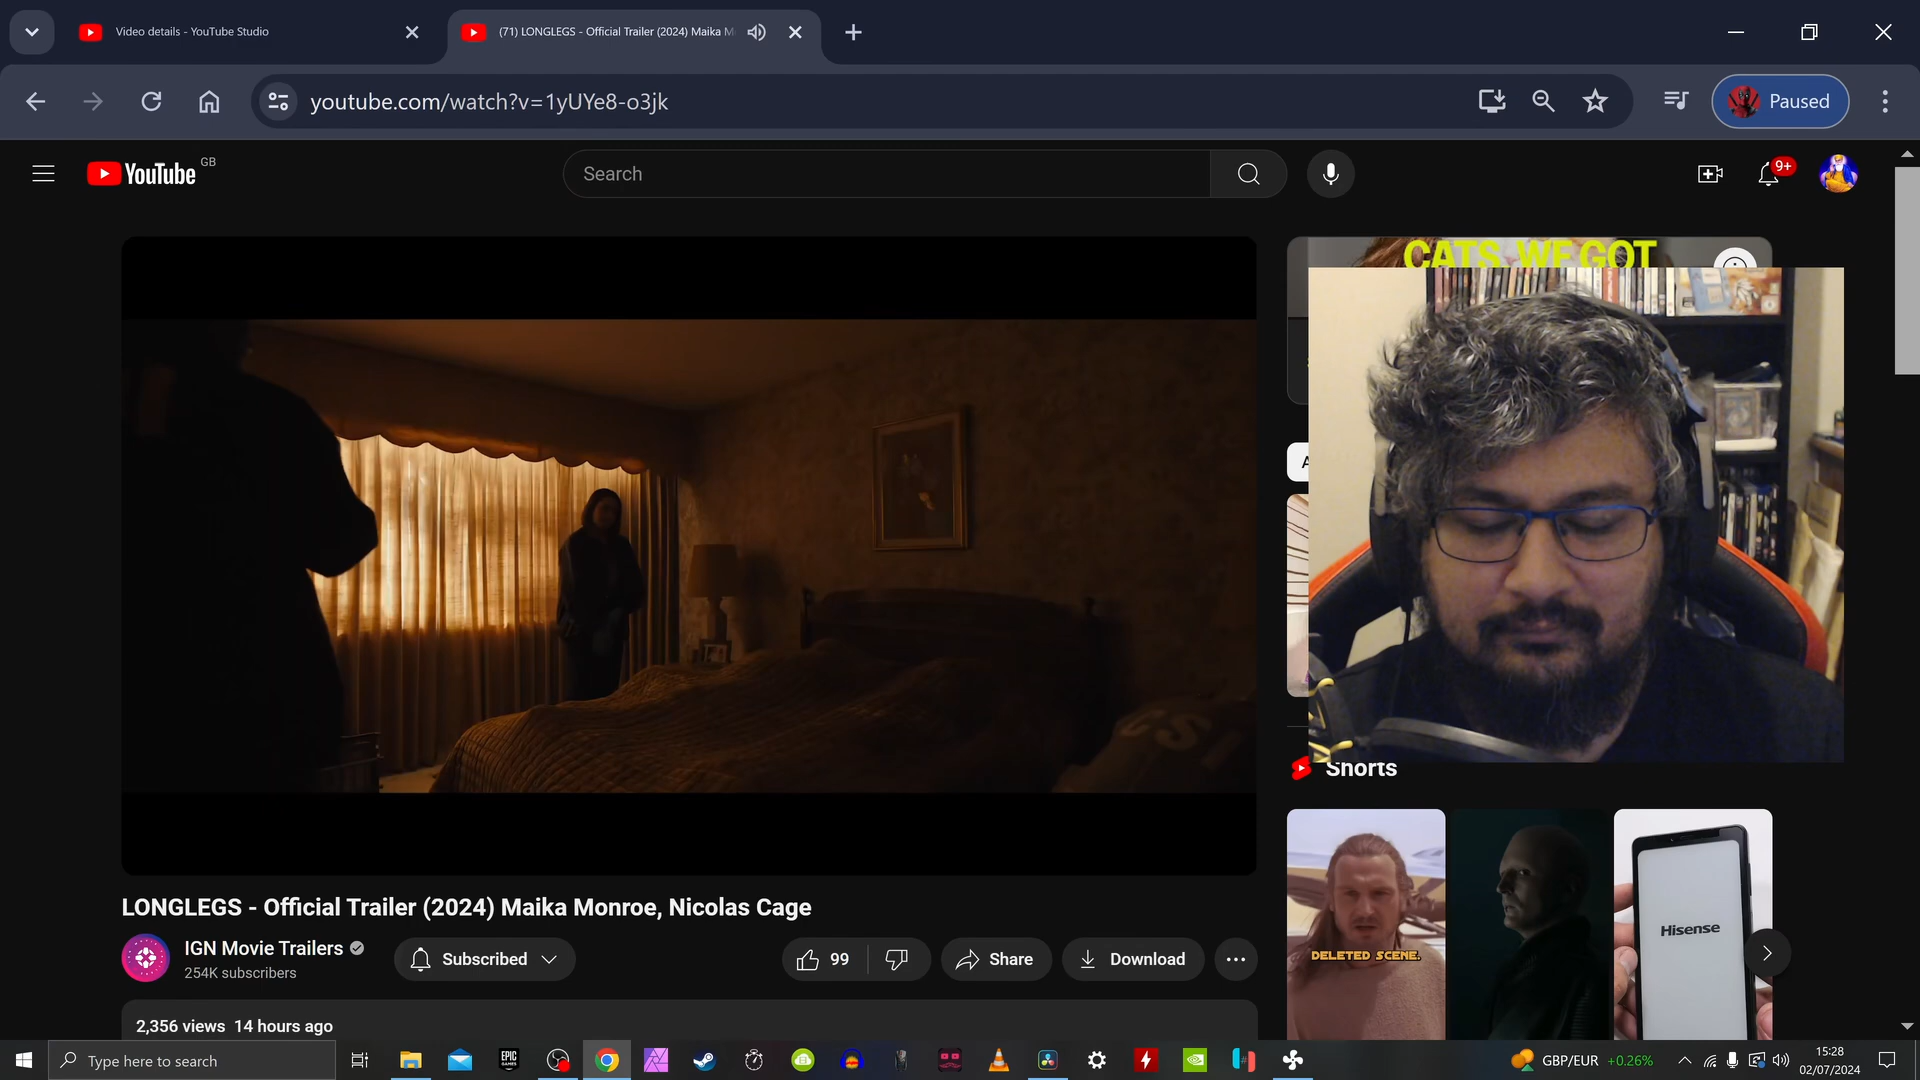 Video details - YouTube Studio
(71) LONGLEGS - Official Trailer (2024) Maika M
youtube.com/watch?v=1yUYe8-o3jk
Paused
YouTube
GB
Search
9+
CATS, WE GOT
A
CSI
Shorts
LONGLEGS - Official Trailer (2024) Maika Monroe, Nicolas Cage
IGN Movie Trailers
254K subscribers
Subscribed
99
Share
Download
DELETED SCENE.
Hisense
2,356 views 14 hours ago
Type here to search
EPIC
GAMES
GBP/EUR +0.26%
15:28
02/07/2024